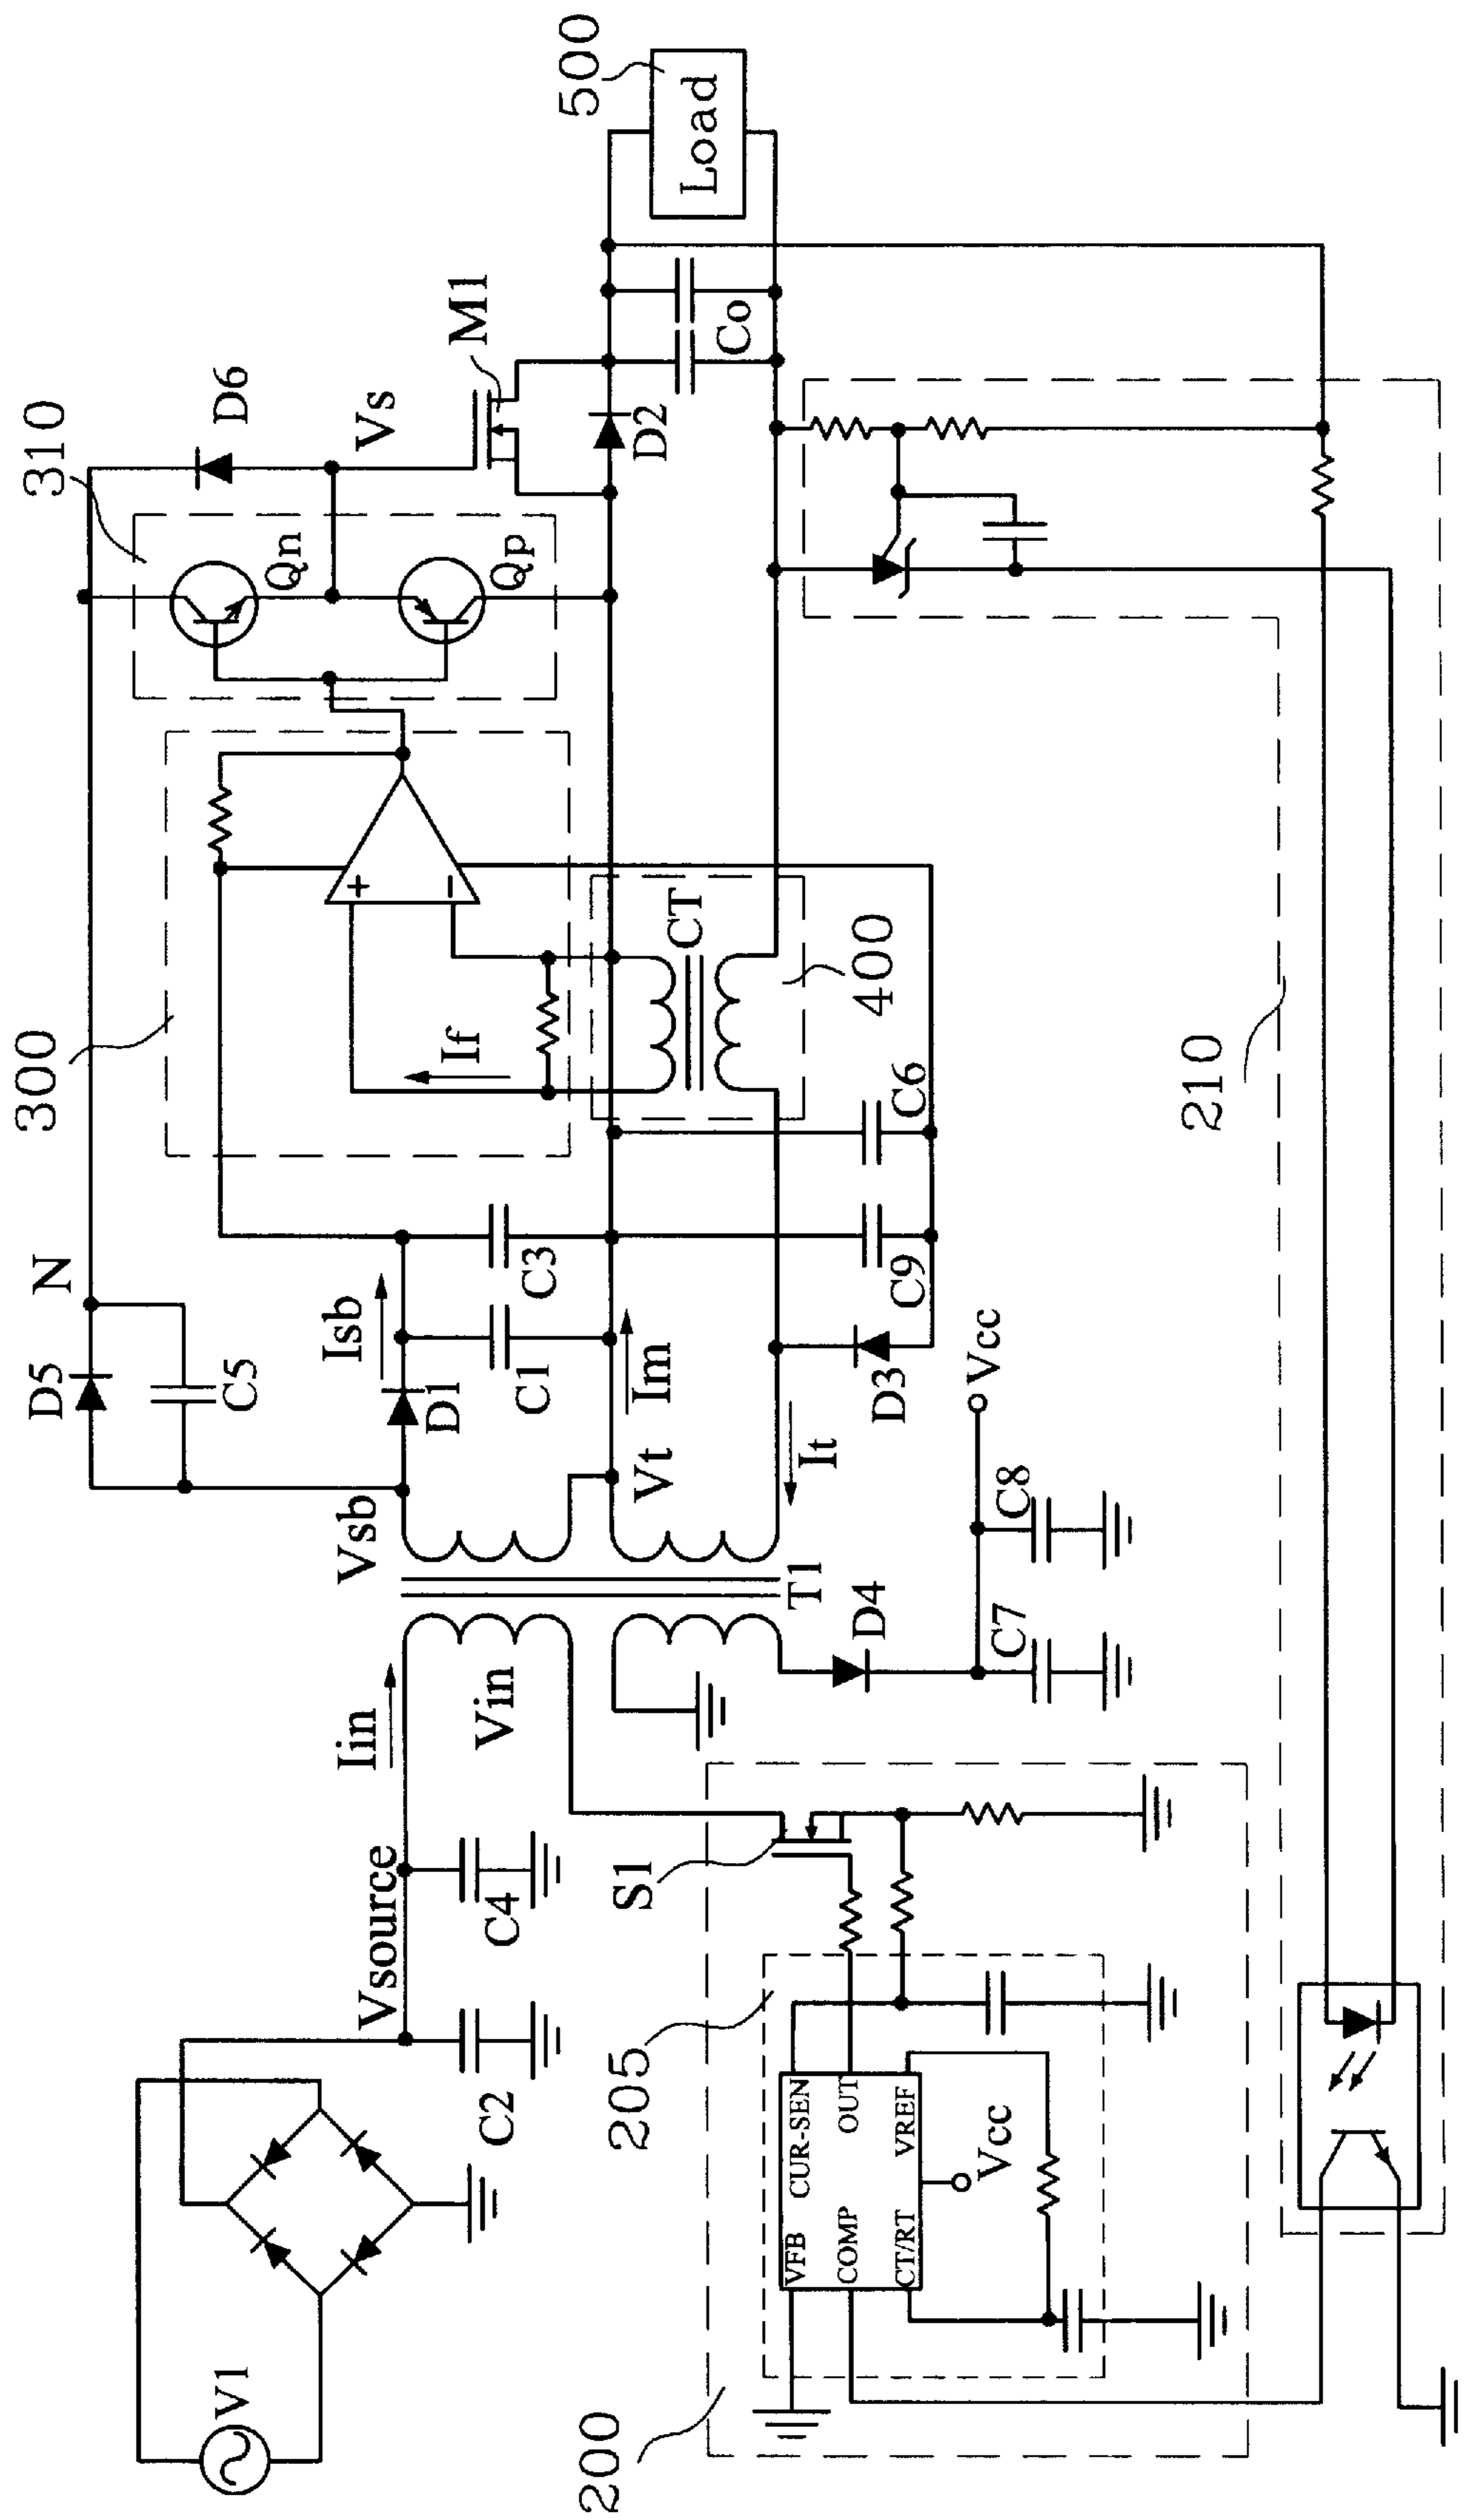 310
D6
Vs
M1
500
Load
Qn
Qp
D2
Co
300
If
CT
400
N
D5
C5
Isb
D1
C1
C3
C9
C6
Im
Vsb
Vt
It
D3
Vcc
T1
D4
C7
C8
210
Iin
Vin
Vsource
C4
C2
S1
205
V1
200
CUR-SEN
OUT
VREF
VFB
COMP
CT/RT
Vcc
+
−